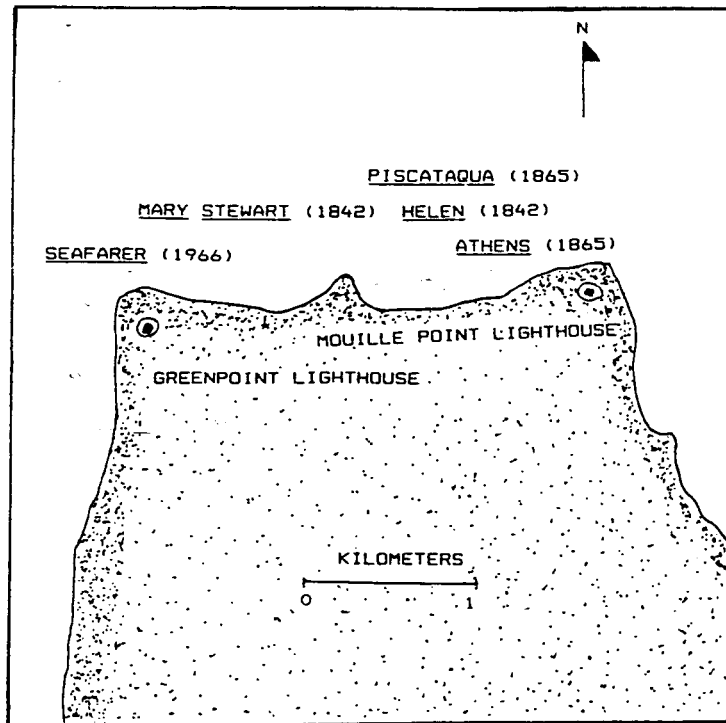 N
PISCATAQUA (1865)
MARY STEWART (1842) HELEN (1842)
SEAFARER (1966) ATHENS (1865)
MOUILLE POINT LIGHTHOUSE
GREENPOINT LIGHTHOUSE
KILOMETERS
0 1